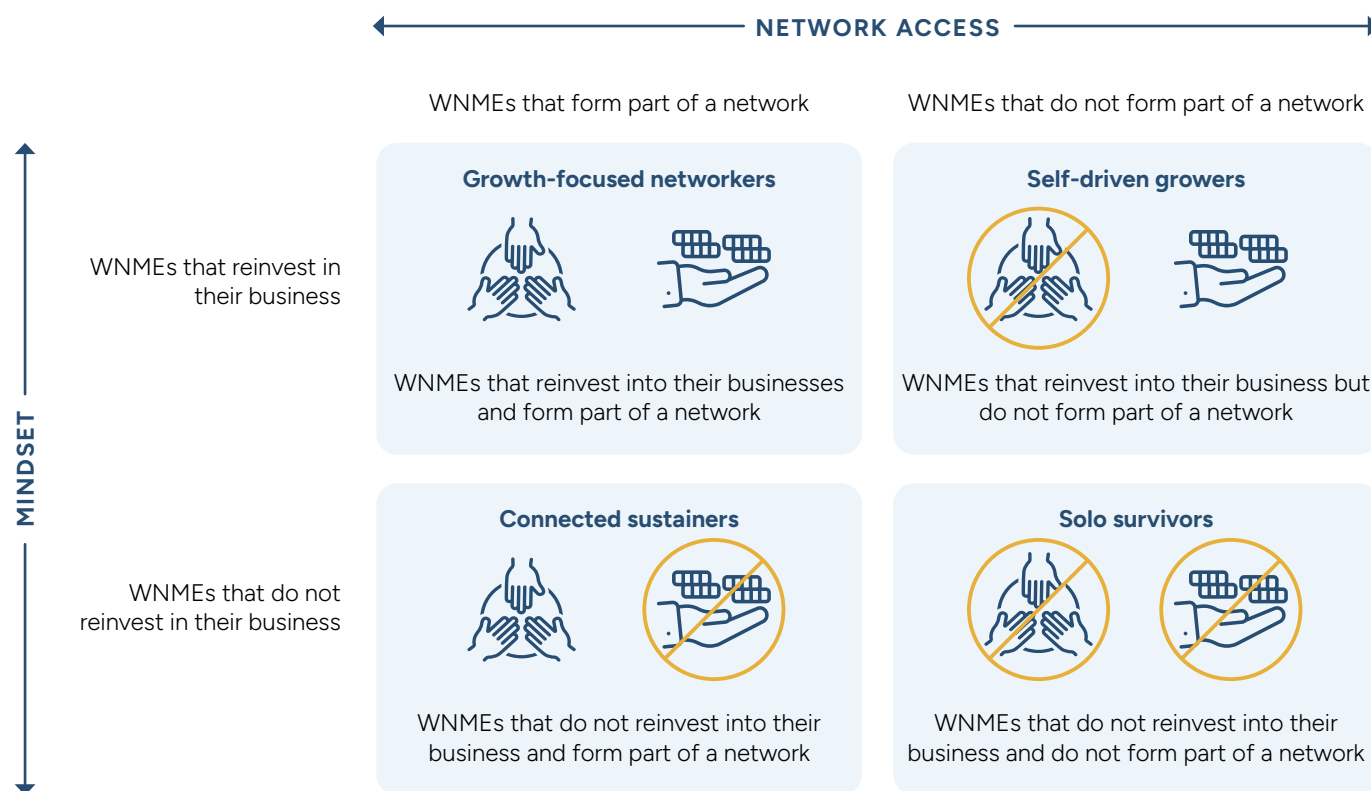 NETWORK ACCESS
WNMEs that form part of a network
WNMEs that do not form part of a network
MINDSET
WNMEs that reinvest in
their business
Growth-focused networkers
WNMEs that reinvest into their businesses
and form part of a network
Self-driven growers
WNMEs that reinvest into their business but
do not form part of a network
WNMEs that do not
reinvest in their business
Connected sustainers
WNMEs that do not reinvest into their
business and form part of a network
Solo survivors
WNMEs that do not reinvest into their
business and do not form part of a network